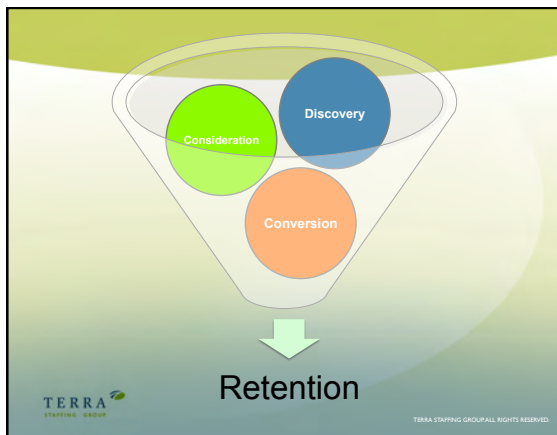 Discovery
Consideration
Conversion
Retention
TERRA
STAFFING GROUP
TERRA STAFFING GROUP.ALL RIGHTS RESERVED.